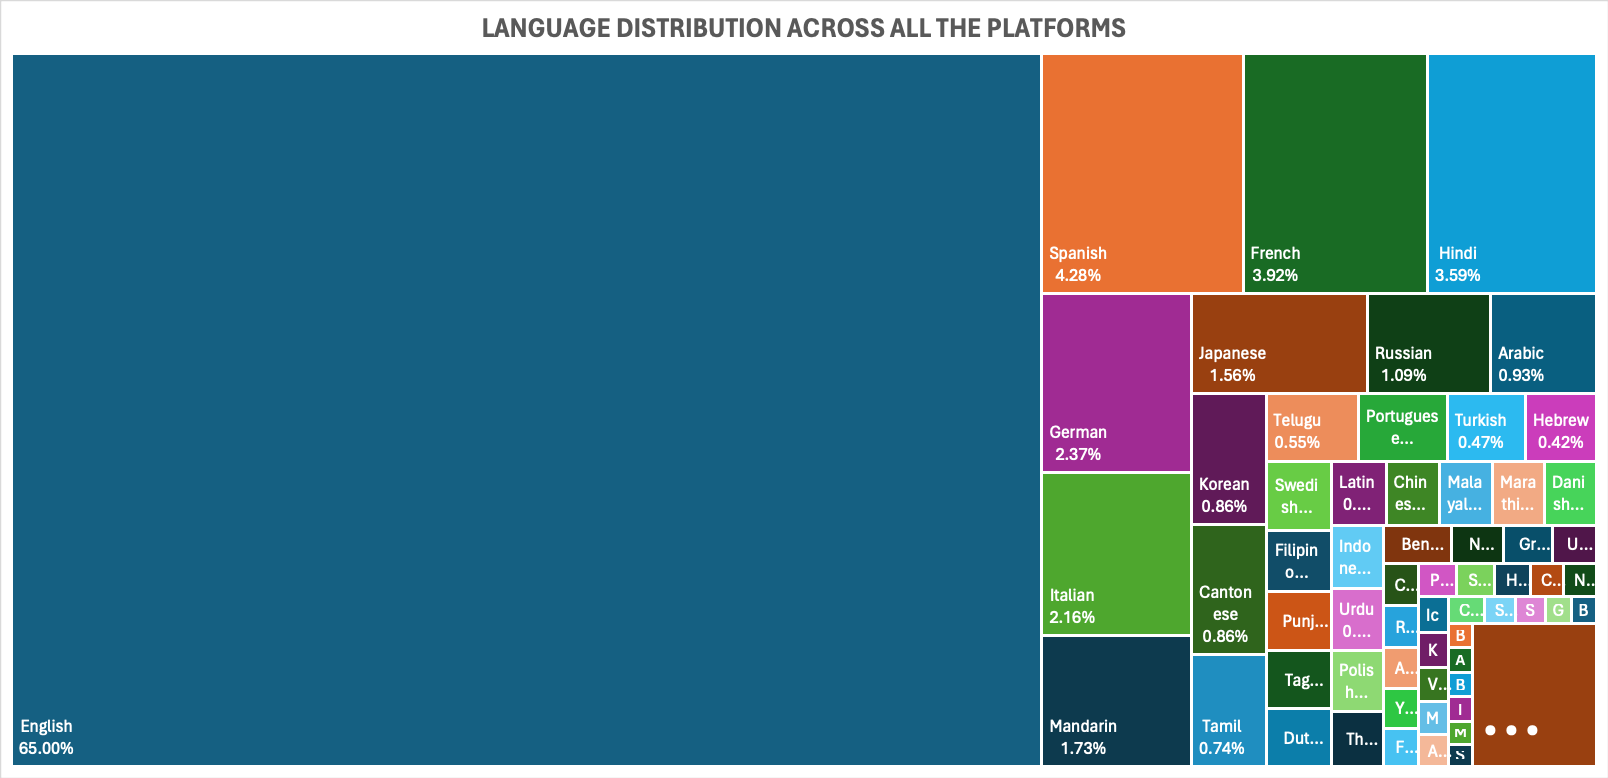 LANGUAGE DISTRIBUTION ACROSS ALL THE PLATFORMS
English
65.00%
Spanish
4.28%
French
3.92%
Hindi
3.59%
German
2.37%
Italian
2.16%
Mandarin
1.73%
Japanese
1.56%
Russian
1.09%
Arabic
0.93%
Korean
0.86%
Canton
ese
0.86%
Tamil
0.74%
Telugu
0.55%
Portugues
e...
Turkish
0.47%
Hebrew
0.42%
Swedi
sh...
Latin
0....
Chin
es...
Mala
yal...
Mara
thi...
Dani
sh...
Filipin
o...
Punj...
Tag...
Dut...
Indo
ne...
Urdu
0....
Polis
h...
Th...
Ben...
N...
Gr...
U...
C...
R...
A...
Y...
F...
P...
S...
H...
C...
N...
Ic
K
V...
M
A...
C...
S...
S
G
B
B
A
B
I
M
S
...